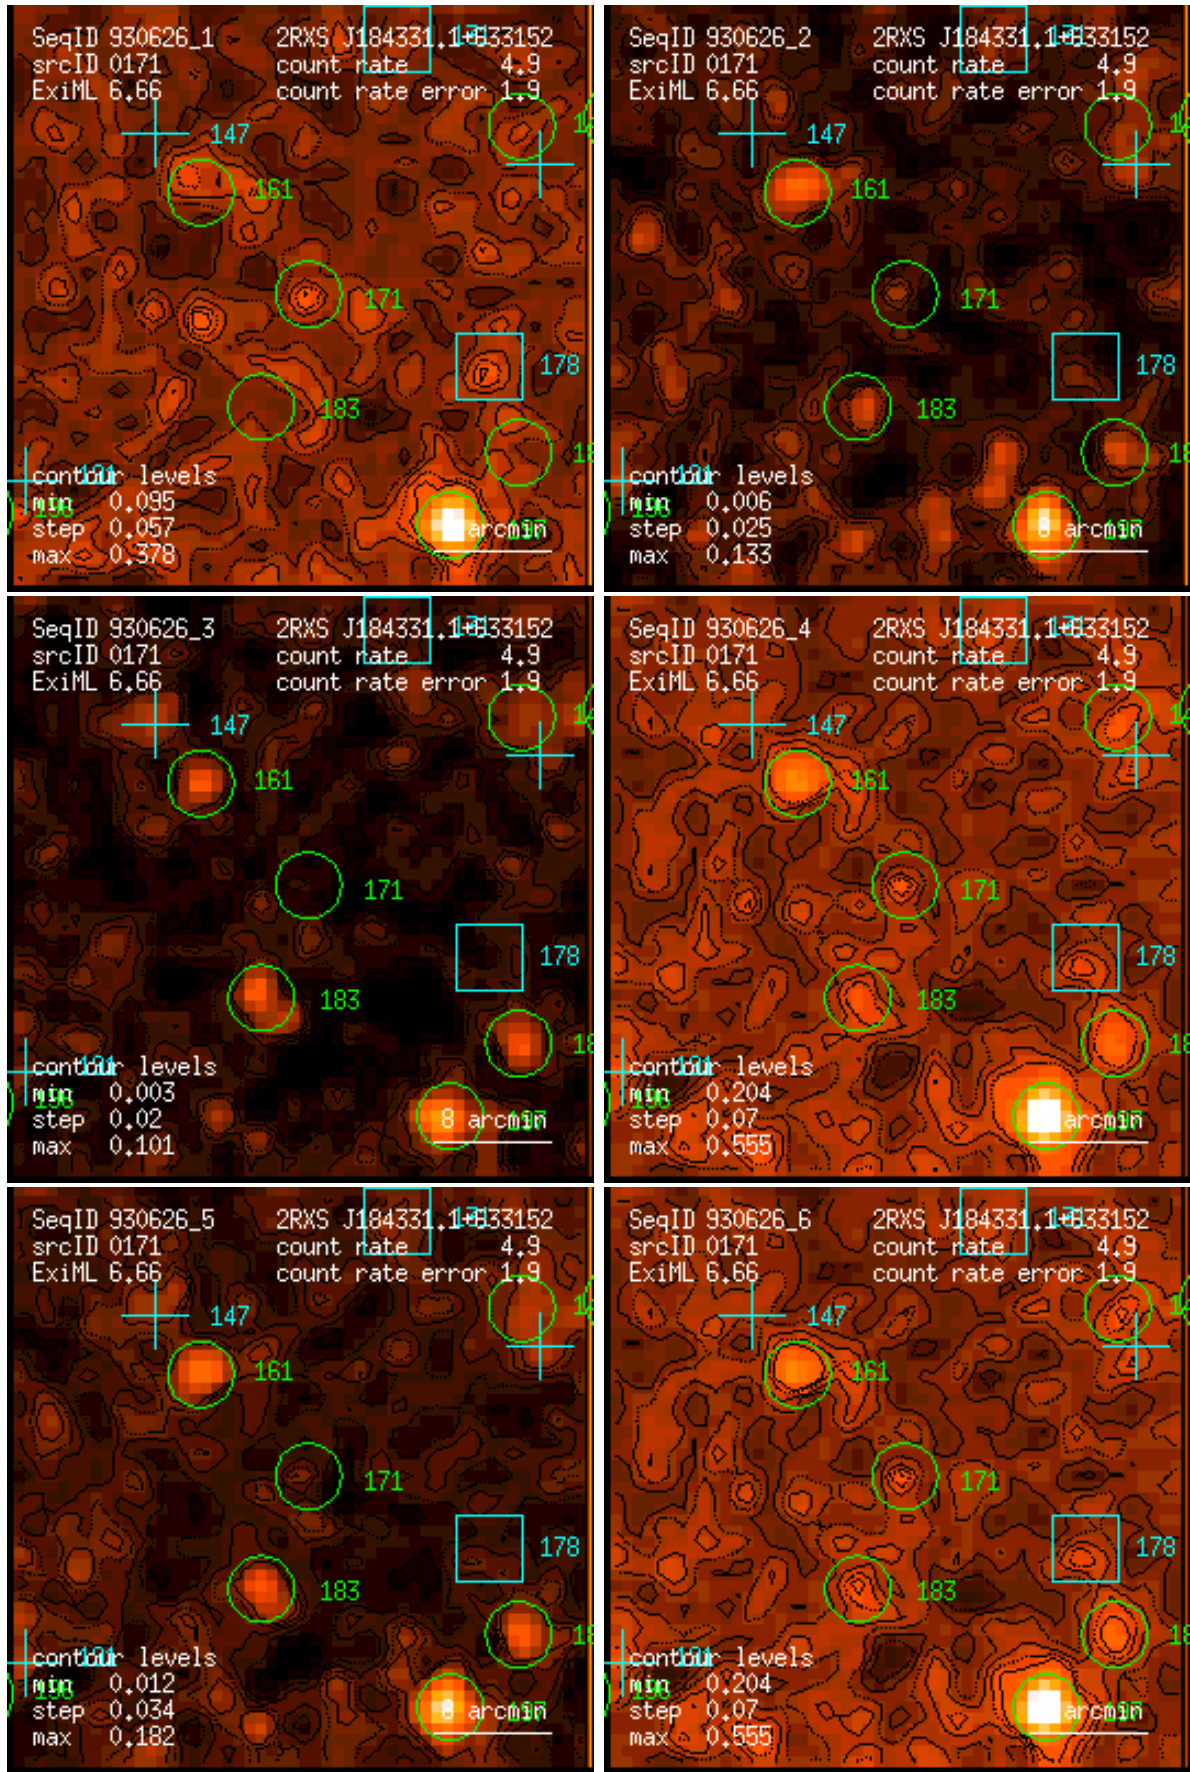 SeqID 930626_1 2RXS J184331.1+633152
srcID 0171 count rate 4.9
ExiML 6.66 count rate error 1.9
147
161
171
178
183
contour levels
min 0.095
step 0.057
max 0.378
8 arcmin
SeqID 930626_2 2RXS J184331.1+633152
srcID 0171 count rate 4.9
ExiML 6.66 count rate error 1.9
147
161
171
178
183
contour levels
min 0.006
step 0.025
max 0.133
8 arcmin
SeqID 930626_3 2RXS J184331.1+633152
srcID 0171 count rate 4.9
ExiML 6.66 count rate error 1.9
147
161
171
178
183
contour levels
min 0.003
step 0.02
max 0.101
8 arcmin
SeqID 930626_4 2RXS J184331.1+633152
srcID 0171 count rate 4.9
ExiML 6.66 count rate error 1.9
147
161
171
178
183
contour levels
min 0.204
step 0.07
max 0.555
arcmin
SeqID 930626_5 2RXS J184331.1+633152
srcID 0171 count rate 4.9
ExiML 6.66 count rate error 1.9
147
161
171
178
183
contour levels
min 0.012
step 0.034
max 0.182
8 arcmin
SeqID 930626_6 2RXS J184331.1+633152
srcID 0171 count rate 4.9
ExiML 6.66 count rate error 1.9
147
161
171
178
183
contour levels
min 0.204
step 0.07
max 0.555
arcmin